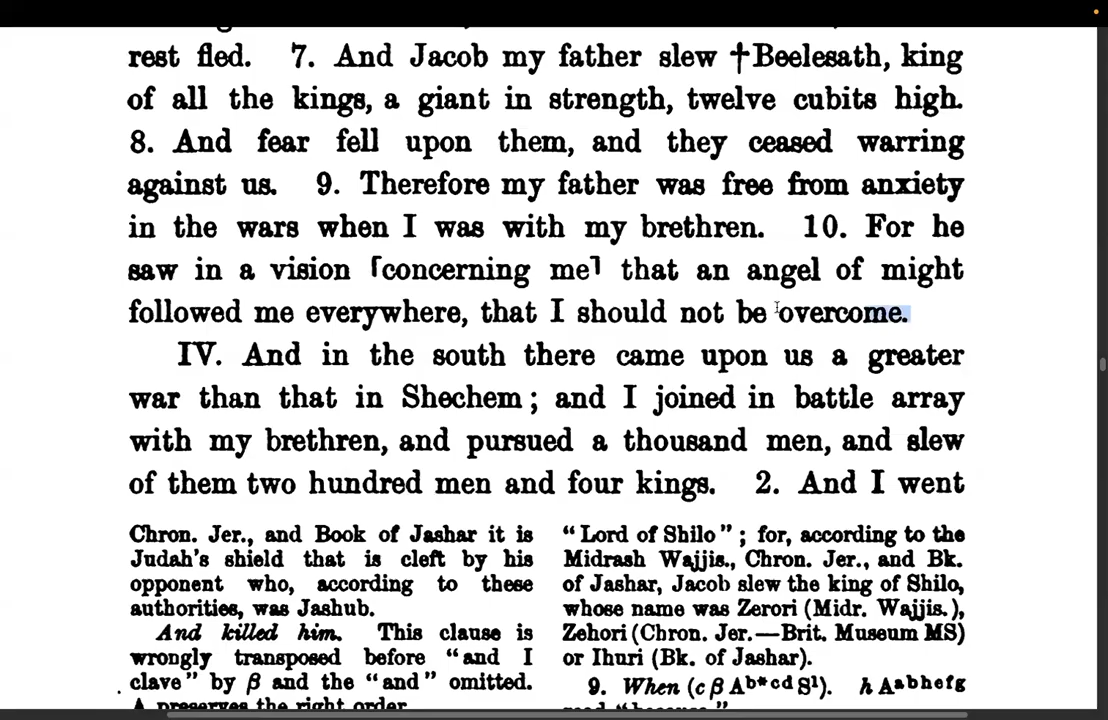 rest fled. 7. And Jacob my father slew †Beelesath, king
of all the kings, a giant in strength, twelve cubits high.
8. And fear fell upon them, and they ceased warring
against us. 9. Therefore my father was free from anxiety
in the wars when I was with my brethren. 10. For he
saw in a vision ⌈concerning me⌉ that an angel of might
followed me everywhere, that I should not be overcome.
IV. And in the south there came upon us a greater
war than that in Shechem; and I joined in battle array
with my brethren, and pursued a thousand men, and slew
of them two hundred men and four kings. 2. And I went
Chron. Jer., and Book of Jashar it is
Judah's shield that is cleft by his
opponent who, according to these
authorities, was Jashub.
And killed him. This clause is
wrongly transposed before "and I
clave" by β and the "and" omitted.
A preserves the right order.
"Lord of Shilo"; for, according to the
Midrash Wajjis., Chron. Jer., and Bk.
of Jashar, Jacob slew the king of Shilo,
whose name was Zerori (Midr. Wajjis.),
Zehori (Chron. Jer.—Brit. Museum MS)
or Ihuri (Bk. of Jashar).
9. When (c β A^b*cd S¹). h A^abhefg